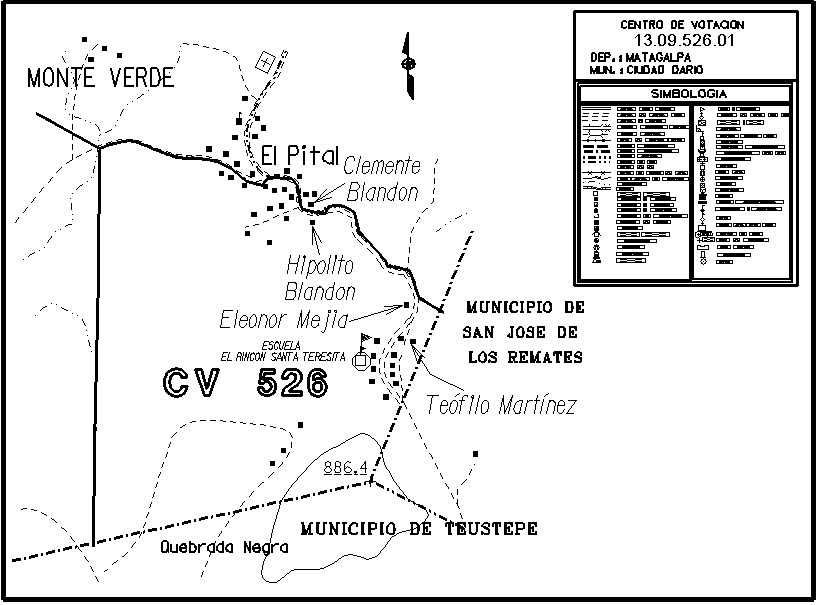 CENTRO DE VOTACION
13.09.526.01
DEP.: MATAGALPA
MUN.: CIUDAD DARIO
SIMBOLOGIA
MONTE VERDE
El Pital
Clemente
Blandon
Hipolito
Blandon
Eleonor Mejia
MUNICIPIO DE
SAN JOSE DE
LOS REMATES
ESCUELA
EL RINCON SANTA TERESITA
CV 526
Teófilo Martínez
886.4
MUNICIPIO DE TEUSTEPE
Quebrada Negra